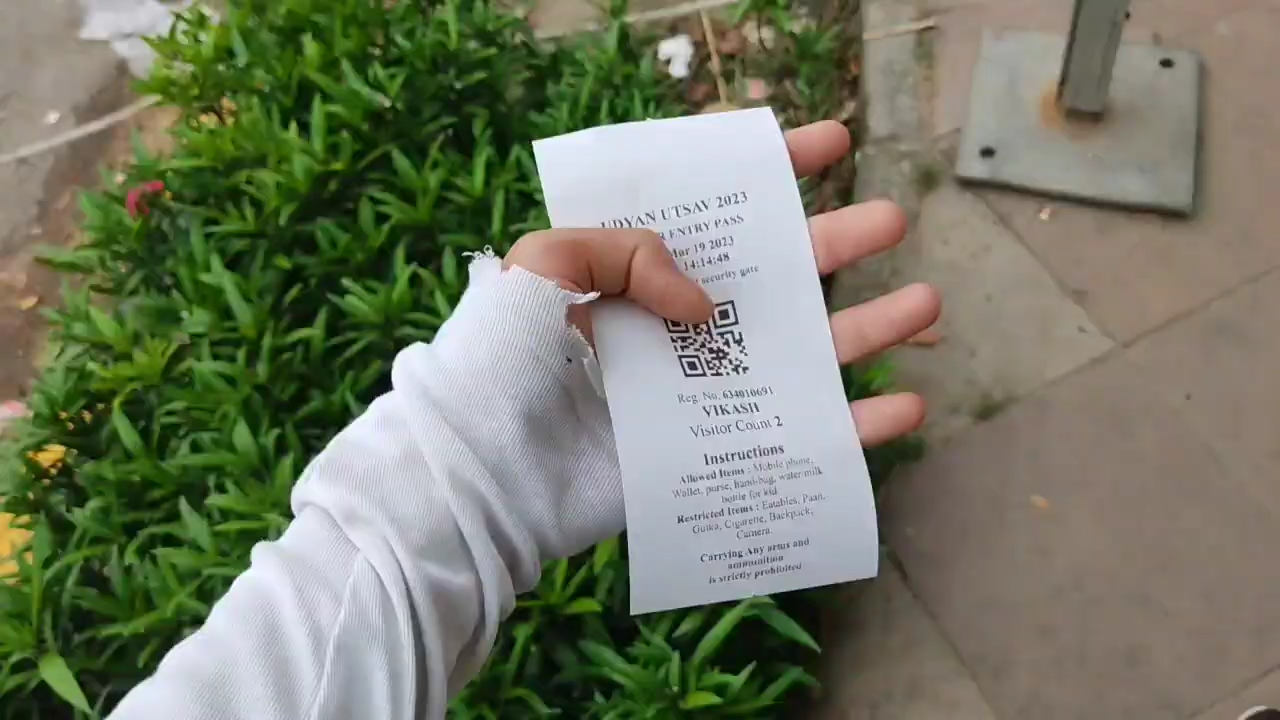 UDYAN UTSAV 2023
ENTRY PASS
Mar 19 2023
14:14:48
security gate
Reg. No. 634010691
VIKASH
Visitor Count 2
Instructions
Allowed Items : Mobile phone,
Wallet, purse, hand-bag, water/milk
bottle for kid
Restricted Items : Eatables, Paan,
Gutka, Cigarette, Backpack,
Camera.
Carrying Any arms and
ammunition
is strictly prohibited